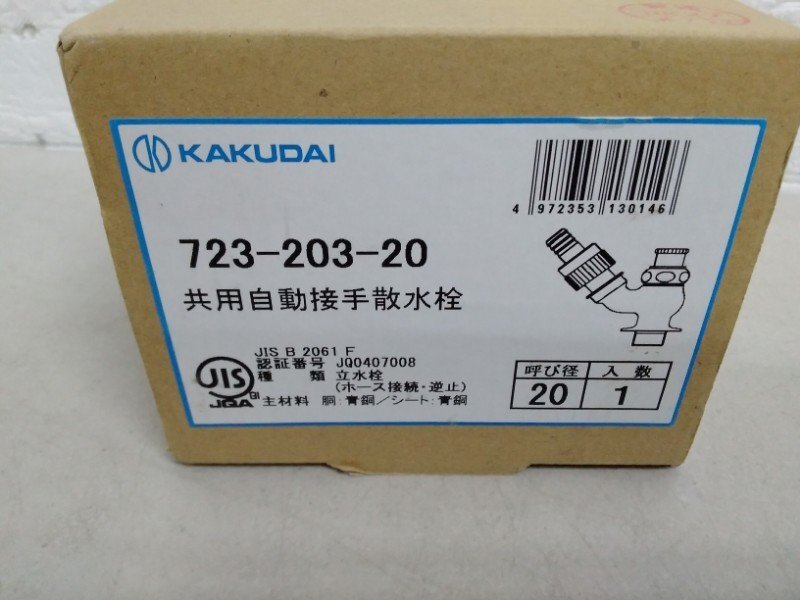 KAKUDAI
4 972353 130146
723-203-20
共用自動接手散水栓
JIS B 2061 F
認証番号 JQ0407008
種 類 立水栓
(ホース接続・逆止)
主材料 胴:青銅/シート:青銅
JIS
JQA
GI
呼び径 入数
20 1